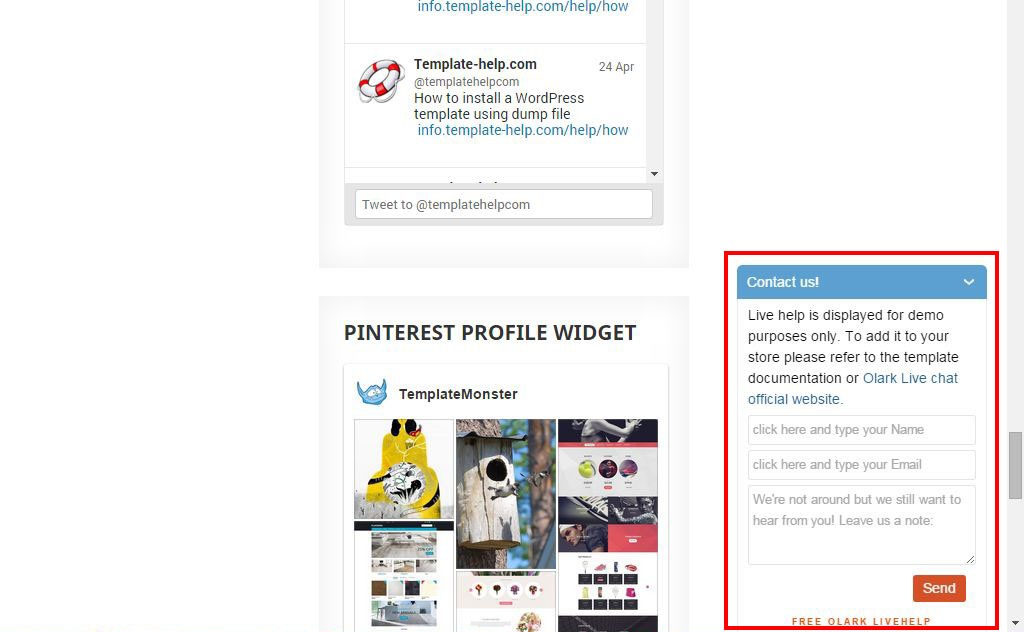 info.template-help.com/help/how
Template-help.com
24 Apr
@templatehelpcom
How to install a WordPress
template using dump file
info.template-help.com/help/how
Tweet to @templatehelpcom
PINTEREST PROFILE WIDGET
TemplateMonster
Contact us!
Live help is displayed for demo
purposes only. To add it to your
store please refer to the template
documentation or Olark Live chat
official website.
click here and type your Name
click here and type your Email
We're not around but we still want to
hear from you! Leave us a note:
Send
FREE OLARK LIVEHELP